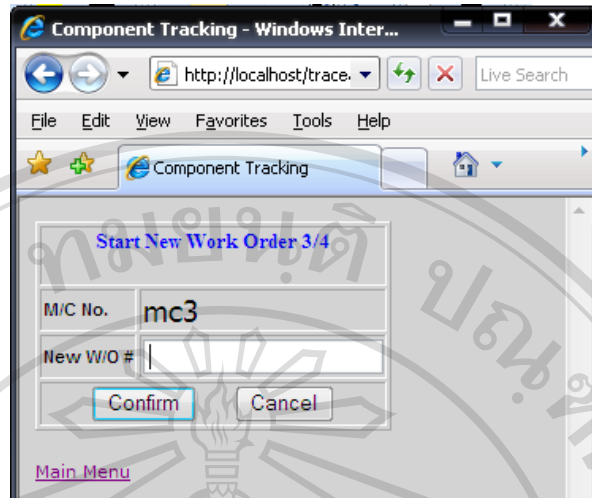 Component Tracking - Windows Inter...
http://localhost/trace.
Live Search
File Edit View Favorites Tools Help
Component Tracking
Start New Work Order 3/4
M/C No. mc3
New W/O #
Confirm Cancel
Main Menu